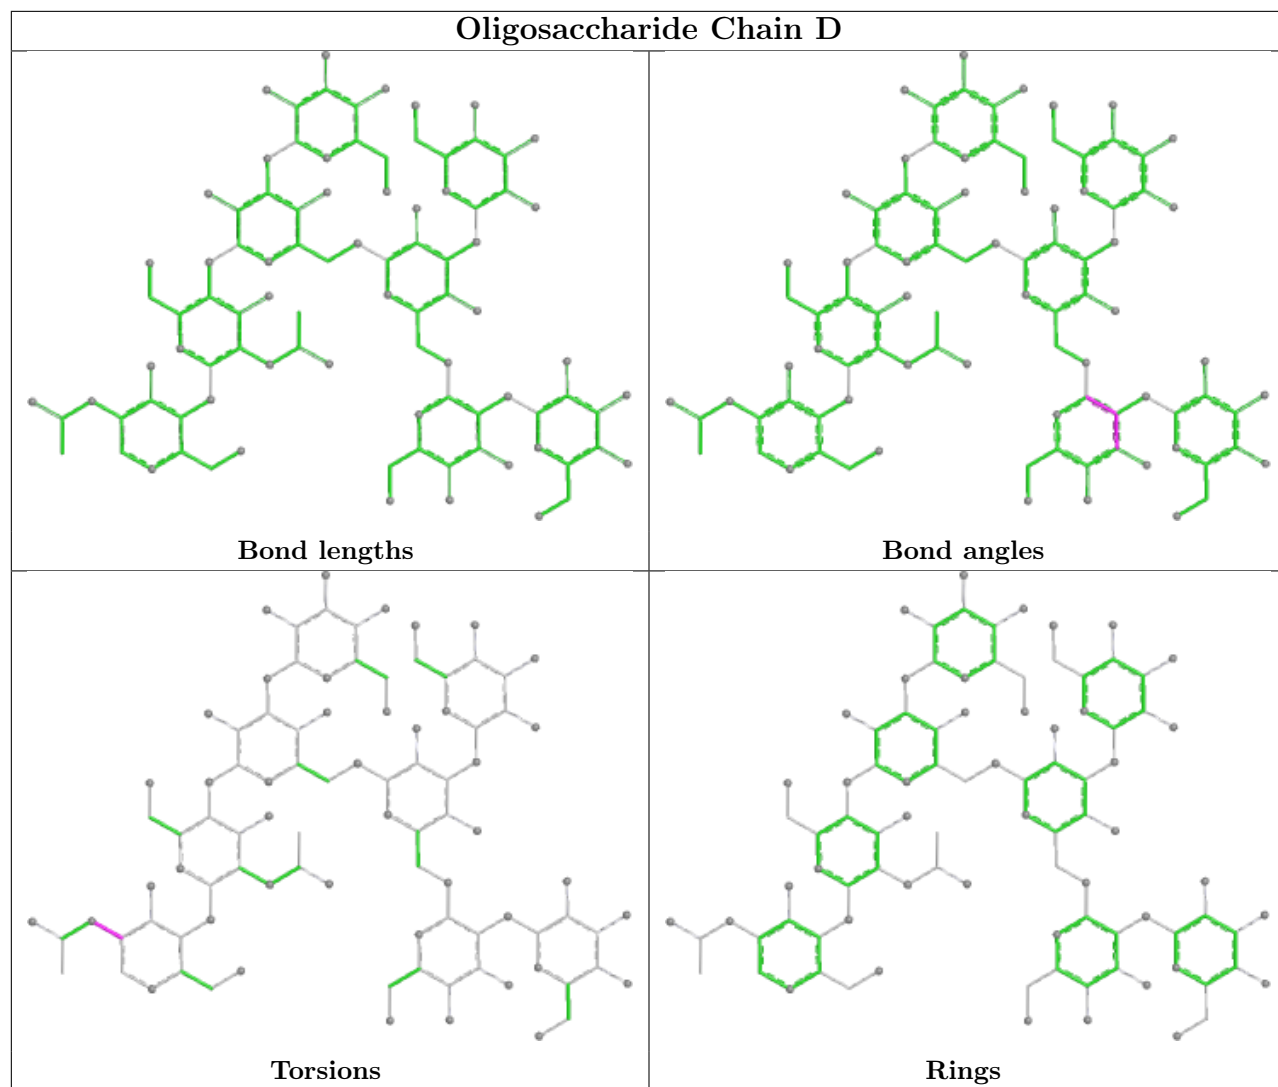 Oligosaccharide Chain D
Bond lengths
Bond angles
Torsions
Rings